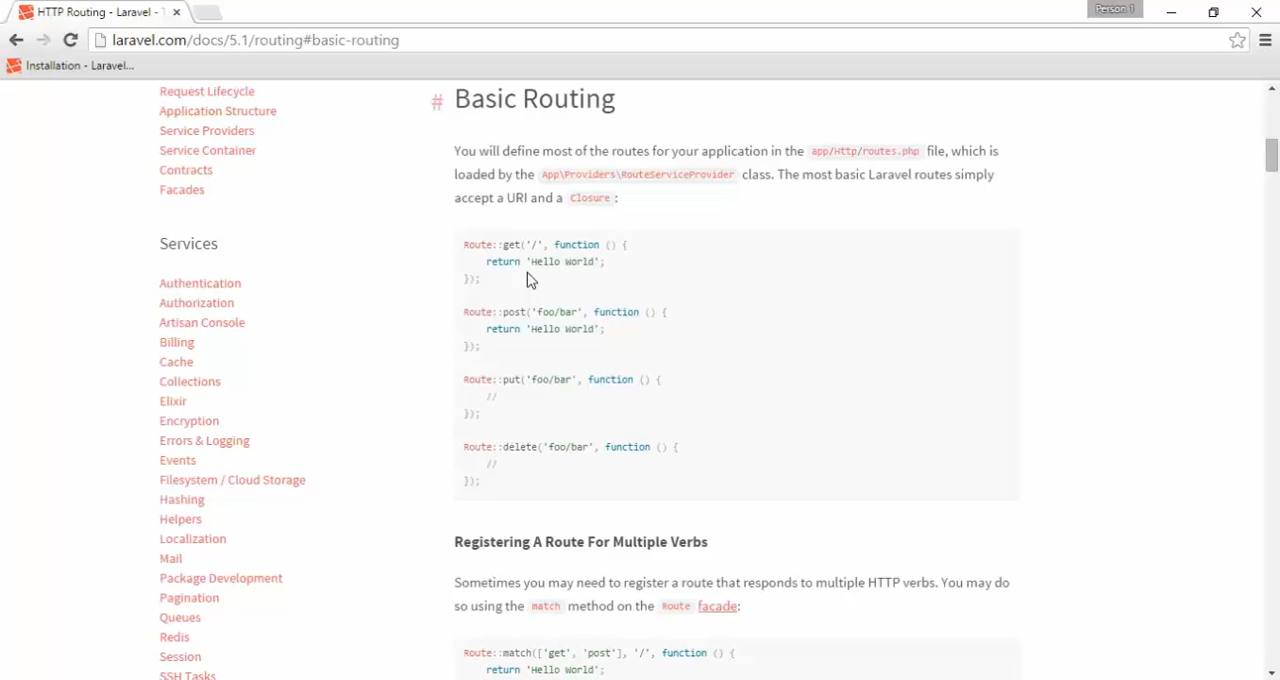 HTTP Routing - Laravel -
Person 1
laravel.com/docs/5.1/routing#basic-routing
Installation - Laravel...
Request Lifecycle
Application Structure
Service Providers
Service Container
Contracts
Facades
Services
Authentication
Authorization
Artisan Console
Billing
Cache
Collections
Elixir
Encryption
Errors & Logging
Events
Filesystem / Cloud Storage
Hashing
Helpers
Localization
Mail
Package Development
Pagination
Queues
Redis
Session
SSH Tasks
# Basic Routing
You will define most of the routes for your application in the app/Http/routes.php file, which is
loaded by the App\Providers\RouteServiceProvider class. The most basic Laravel routes simply
accept a URI and a Closure :
Route::get('/', function () {
    return 'Hello World';
});
Route::post('foo/bar', function () {
    return 'Hello World';
});
Route::put('foo/bar', function () {
    //
});
Route::delete('foo/bar', function () {
    //
});
Registering A Route For Multiple Verbs
Sometimes you may need to register a route that responds to multiple HTTP verbs. You may do
so using the match method on the Route facade:
Route::match(['get', 'post'], '/', function () {
    return 'Hello World';